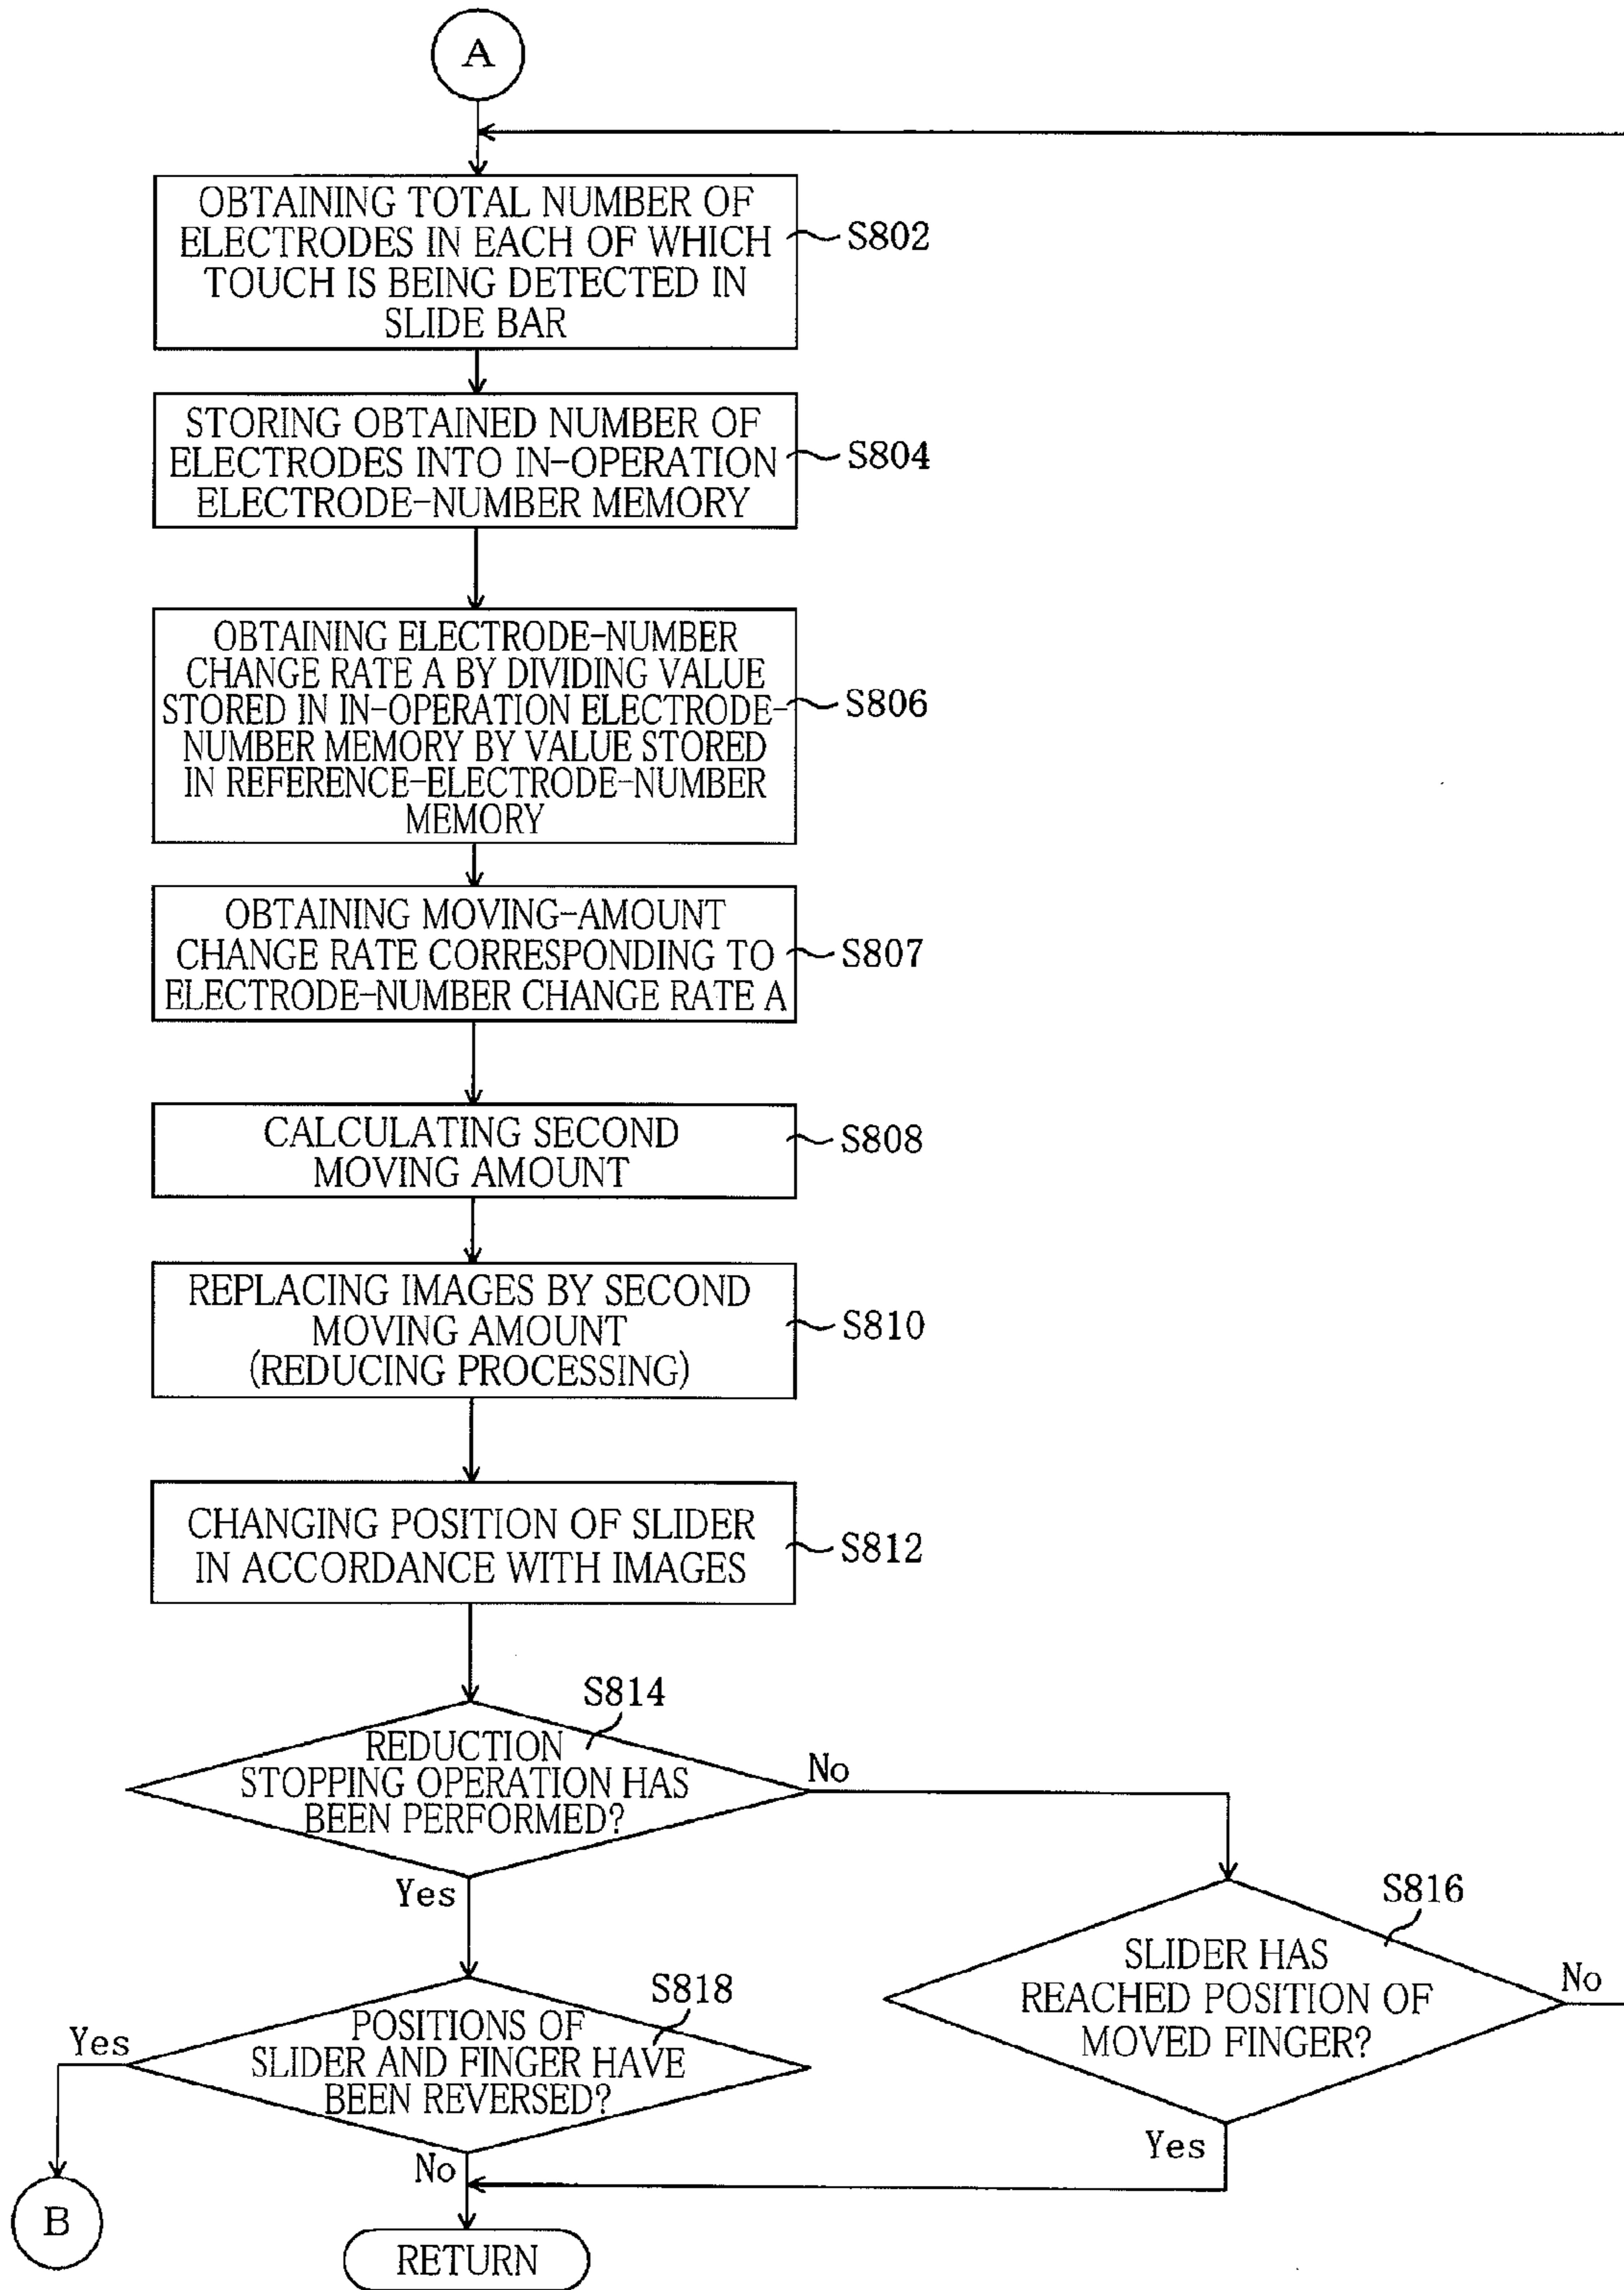 A
OBTAINING TOTAL NUMBER OF
ELECTRODES IN EACH OF WHICH
TOUCH IS BEING DETECTED IN
SLIDE BAR
S802
STORING OBTAINED NUMBER OF
ELECTRODES INTO IN-OPERATION
ELECTRODE-NUMBER MEMORY
S804
OBTAINING ELECTRODE-NUMBER
CHANGE RATE A BY DIVIDING VALUE
STORED IN IN-OPERATION ELECTRODE-
NUMBER MEMORY BY VALUE STORED
IN REFERENCE-ELECTRODE-NUMBER
MEMORY
S806
OBTAINING MOVING-AMOUNT
CHANGE RATE CORRESPONDING TO
ELECTRODE-NUMBER CHANGE RATE A
S807
CALCULATING SECOND
MOVING AMOUNT
S808
REPLACING IMAGES BY SECOND
MOVING AMOUNT
(REDUCING PROCESSING)
S810
CHANGING POSITION OF SLIDER
IN ACCORDANCE WITH IMAGES
S812
S814
REDUCTION
STOPPING OPERATION HAS
BEEN PERFORMED?
No
Yes
S816
SLIDER HAS
REACHED POSITION OF
MOVED FINGER?
No
Yes
S818
POSITIONS OF
SLIDER AND FINGER HAVE
BEEN REVERSED?
Yes
No
B
RETURN